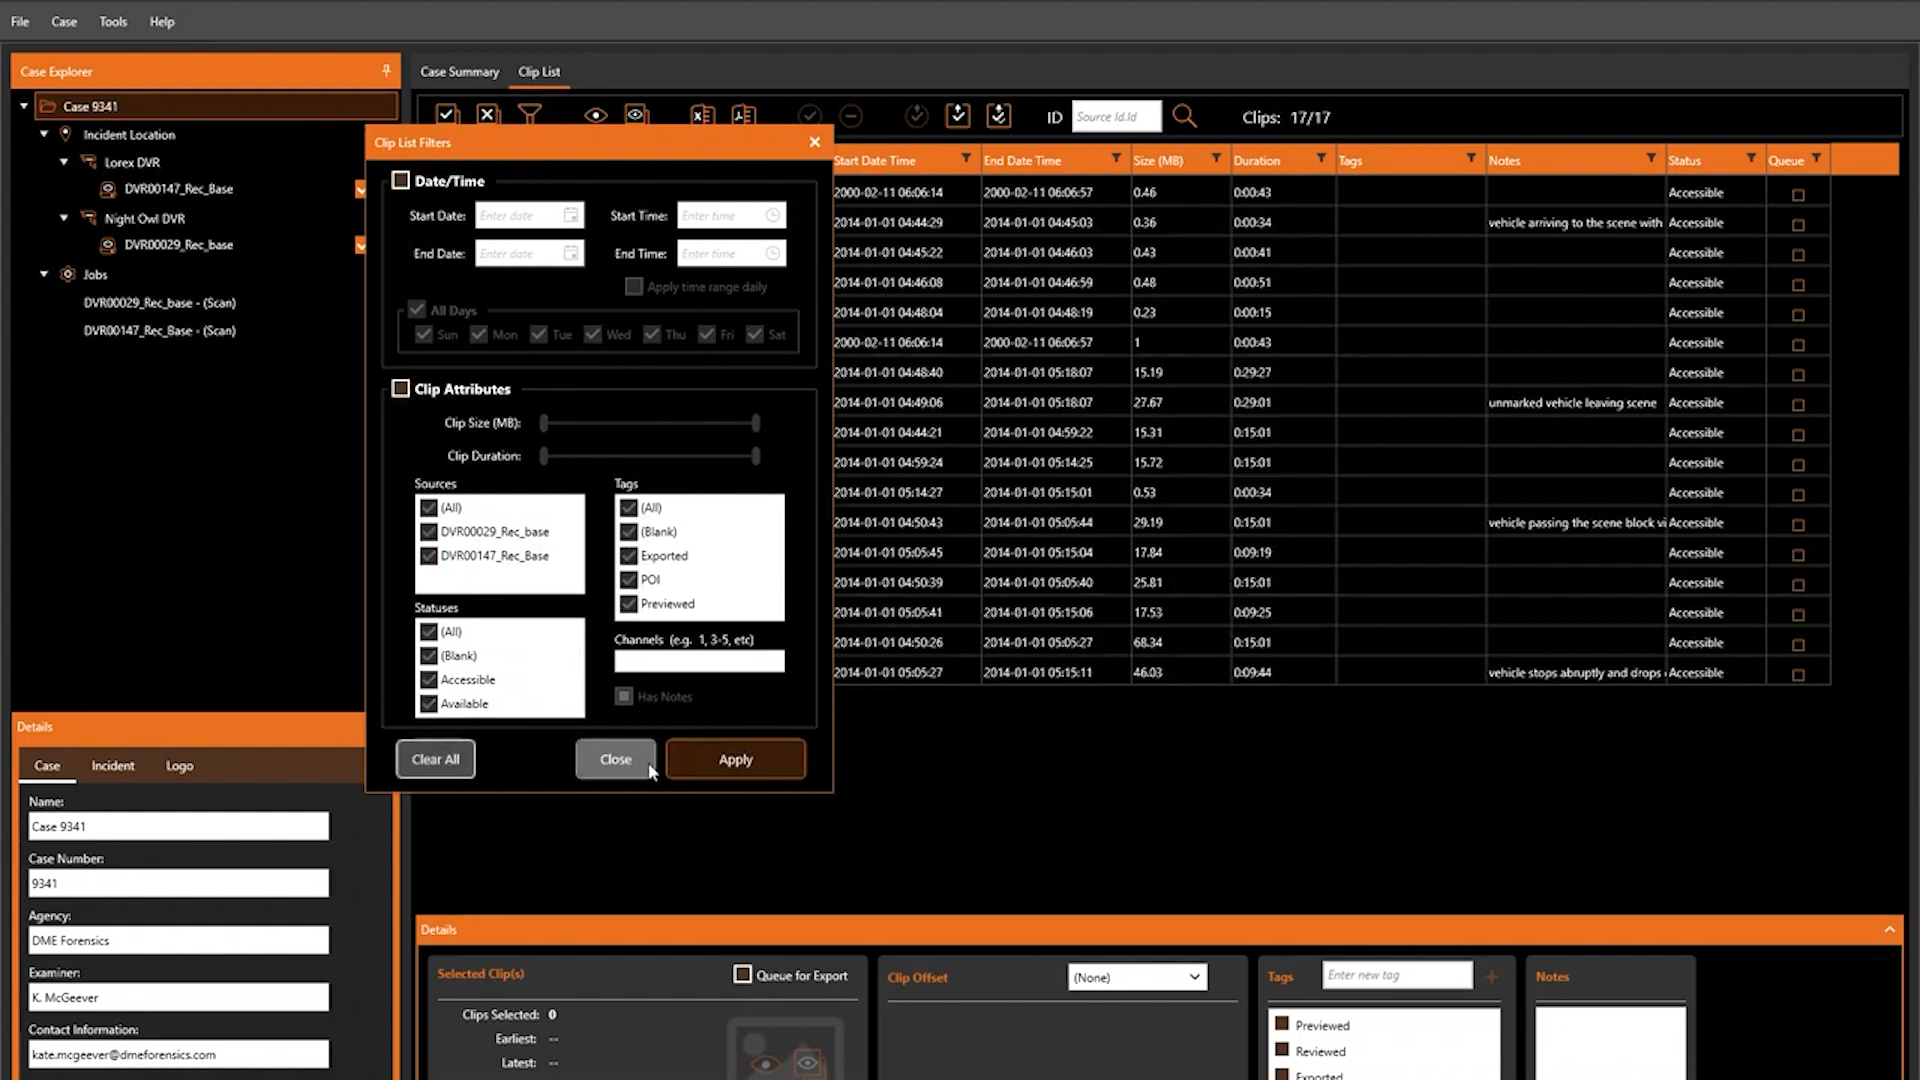 File Case Tools Help
Case Explorer
Case 9341
Incident Location
Lorex DVR
DVR00147_Rec_Base
Night Owl DVR
DVR00029_Rec_base
Jobs
DVR00029_Rec_base - (Scan)
DVR00147_Rec_Base - (Scan)
Case Summary Clip List
ID Source Id.Id Clips: 17/17
Clip List Filters
Date/Time
Start Date: Enter date Start Time: Enter time
End Date: Enter date End Time: Enter time
Apply time range daily
All Days
Sun Mon Tue Wed Thu Fri Sat
Clip Attributes
Clip Size (MB):
Clip Duration:
Sources
(All)
DVR00029_Rec_base
DVR00147_Rec_Base
Statuses
(All)
(Blank)
Accessible
Available
Tags
(All)
(Blank)
Exported
POI
Previewed
Channels (e.g. 1, 3-5, etc)
Has Notes
Clear All Close Apply
Start Date Time End Date Time Size (MB) Duration Tags Notes Status Queue
2000-02-11 06:06:14 2000-02-11 06:06:57 0.46 0:00:43 Accessible
2014-01-01 04:44:29 2014-01-01 04:45:03 0.36 0:00:34 vehicle arriving to the scene with Accessible
2014-01-01 04:45:22 2014-01-01 04:46:03 0.43 0:00:41 Accessible
2014-01-01 04:46:08 2014-01-01 04:46:59 0.48 0:00:51 Accessible
2014-01-01 04:48:04 2014-01-01 04:48:19 0.23 0:00:15 Accessible
2000-02-11 06:06:14 2000-02-11 06:06:57 1 0:00:43 Accessible
2014-01-01 04:48:40 2014-01-01 05:18:07 15.19 0:29:27 Accessible
2014-01-01 04:49:06 2014-01-01 05:18:07 27.67 0:29:01 unmarked vehicle leaving scene Accessible
2014-01-01 04:44:21 2014-01-01 04:59:22 15.31 0:15:01 Accessible
2014-01-01 04:59:24 2014-01-01 05:14:25 15.72 0:15:01 Accessible
2014-01-01 05:14:27 2014-01-01 05:15:01 0.53 0:00:34 Accessible
2014-01-01 04:50:43 2014-01-01 05:05:44 29.19 0:15:01 vehicle passing the scene block vi Accessible
2014-01-01 05:05:45 2014-01-01 05:15:04 17.84 0:09:19 Accessible
2014-01-01 04:50:39 2014-01-01 05:05:40 25.81 0:15:01 Accessible
2014-01-01 05:05:41 2014-01-01 05:15:06 17.53 0:09:25 Accessible
2014-01-01 04:50:26 2014-01-01 05:05:27 68.34 0:15:01 Accessible
2014-01-01 05:05:27 2014-01-01 05:15:11 46.03 0:09:44 vehicle stops abruptly and drops Accessible
Details
Case Incident Logo
Name:
Case 9341
Case Number:
9341
Agency:
DME Forensics
Examiner:
K. McGeever
Contact Information:
kate.mcgeever@dmeforensics.com
Details
Selected Clip(s) Queue for Export
Clips Selected: 0
Earliest: --
Latest: --
Clip Offset (None)
Tags Enter new tag
Previewed
Reviewed
Exported
Notes